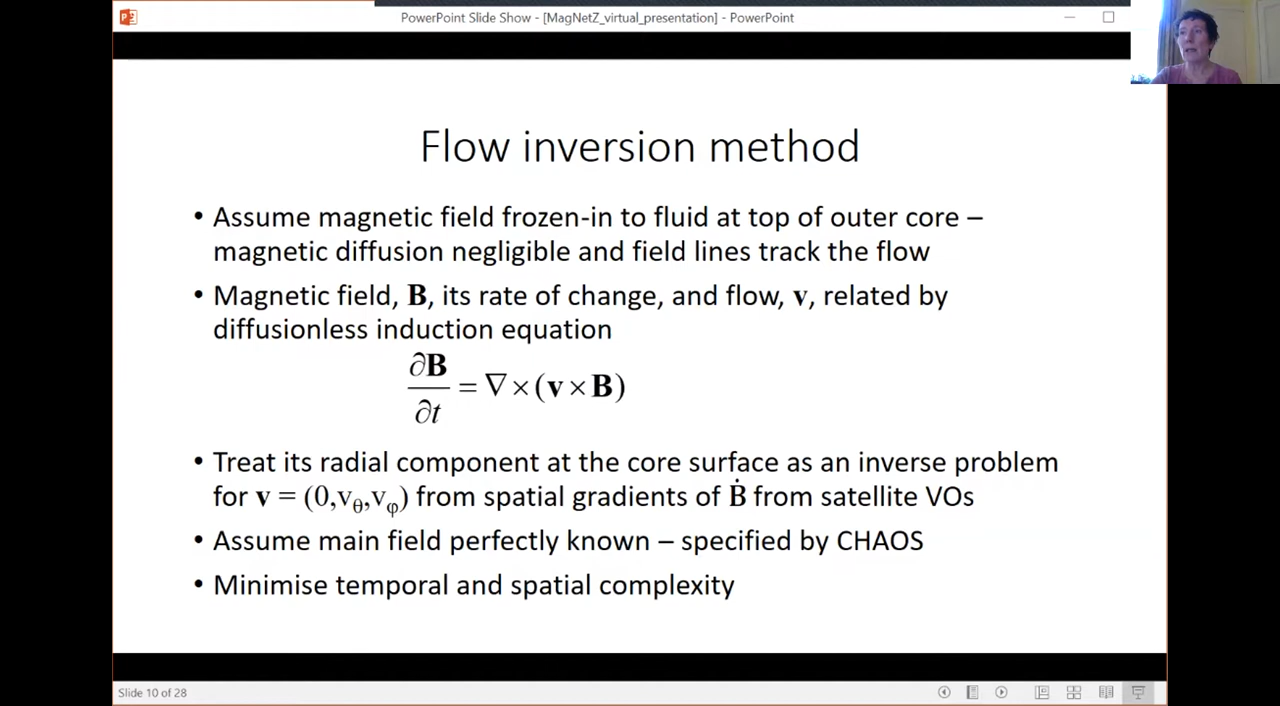 PowerPoint Slide Show - [MagNetZ_virtual_presentation] - PowerPoint
Flow inversion method
• Assume magnetic field frozen-in to fluid at top of outer core –
magnetic diffusion negligible and field lines track the flow
• Magnetic field, B, its rate of change, and flow, v, related by
diffusionless induction equation
∂B/∂t = ∇×(v×B)
• Treat its radial component at the core surface as an inverse problem
for v = (0,vθ,vφ) from spatial gradients of Ḃ from satellite VOs
• Assume main field perfectly known – specified by CHAOS
• Minimise temporal and spatial complexity
Slide 10 of 28